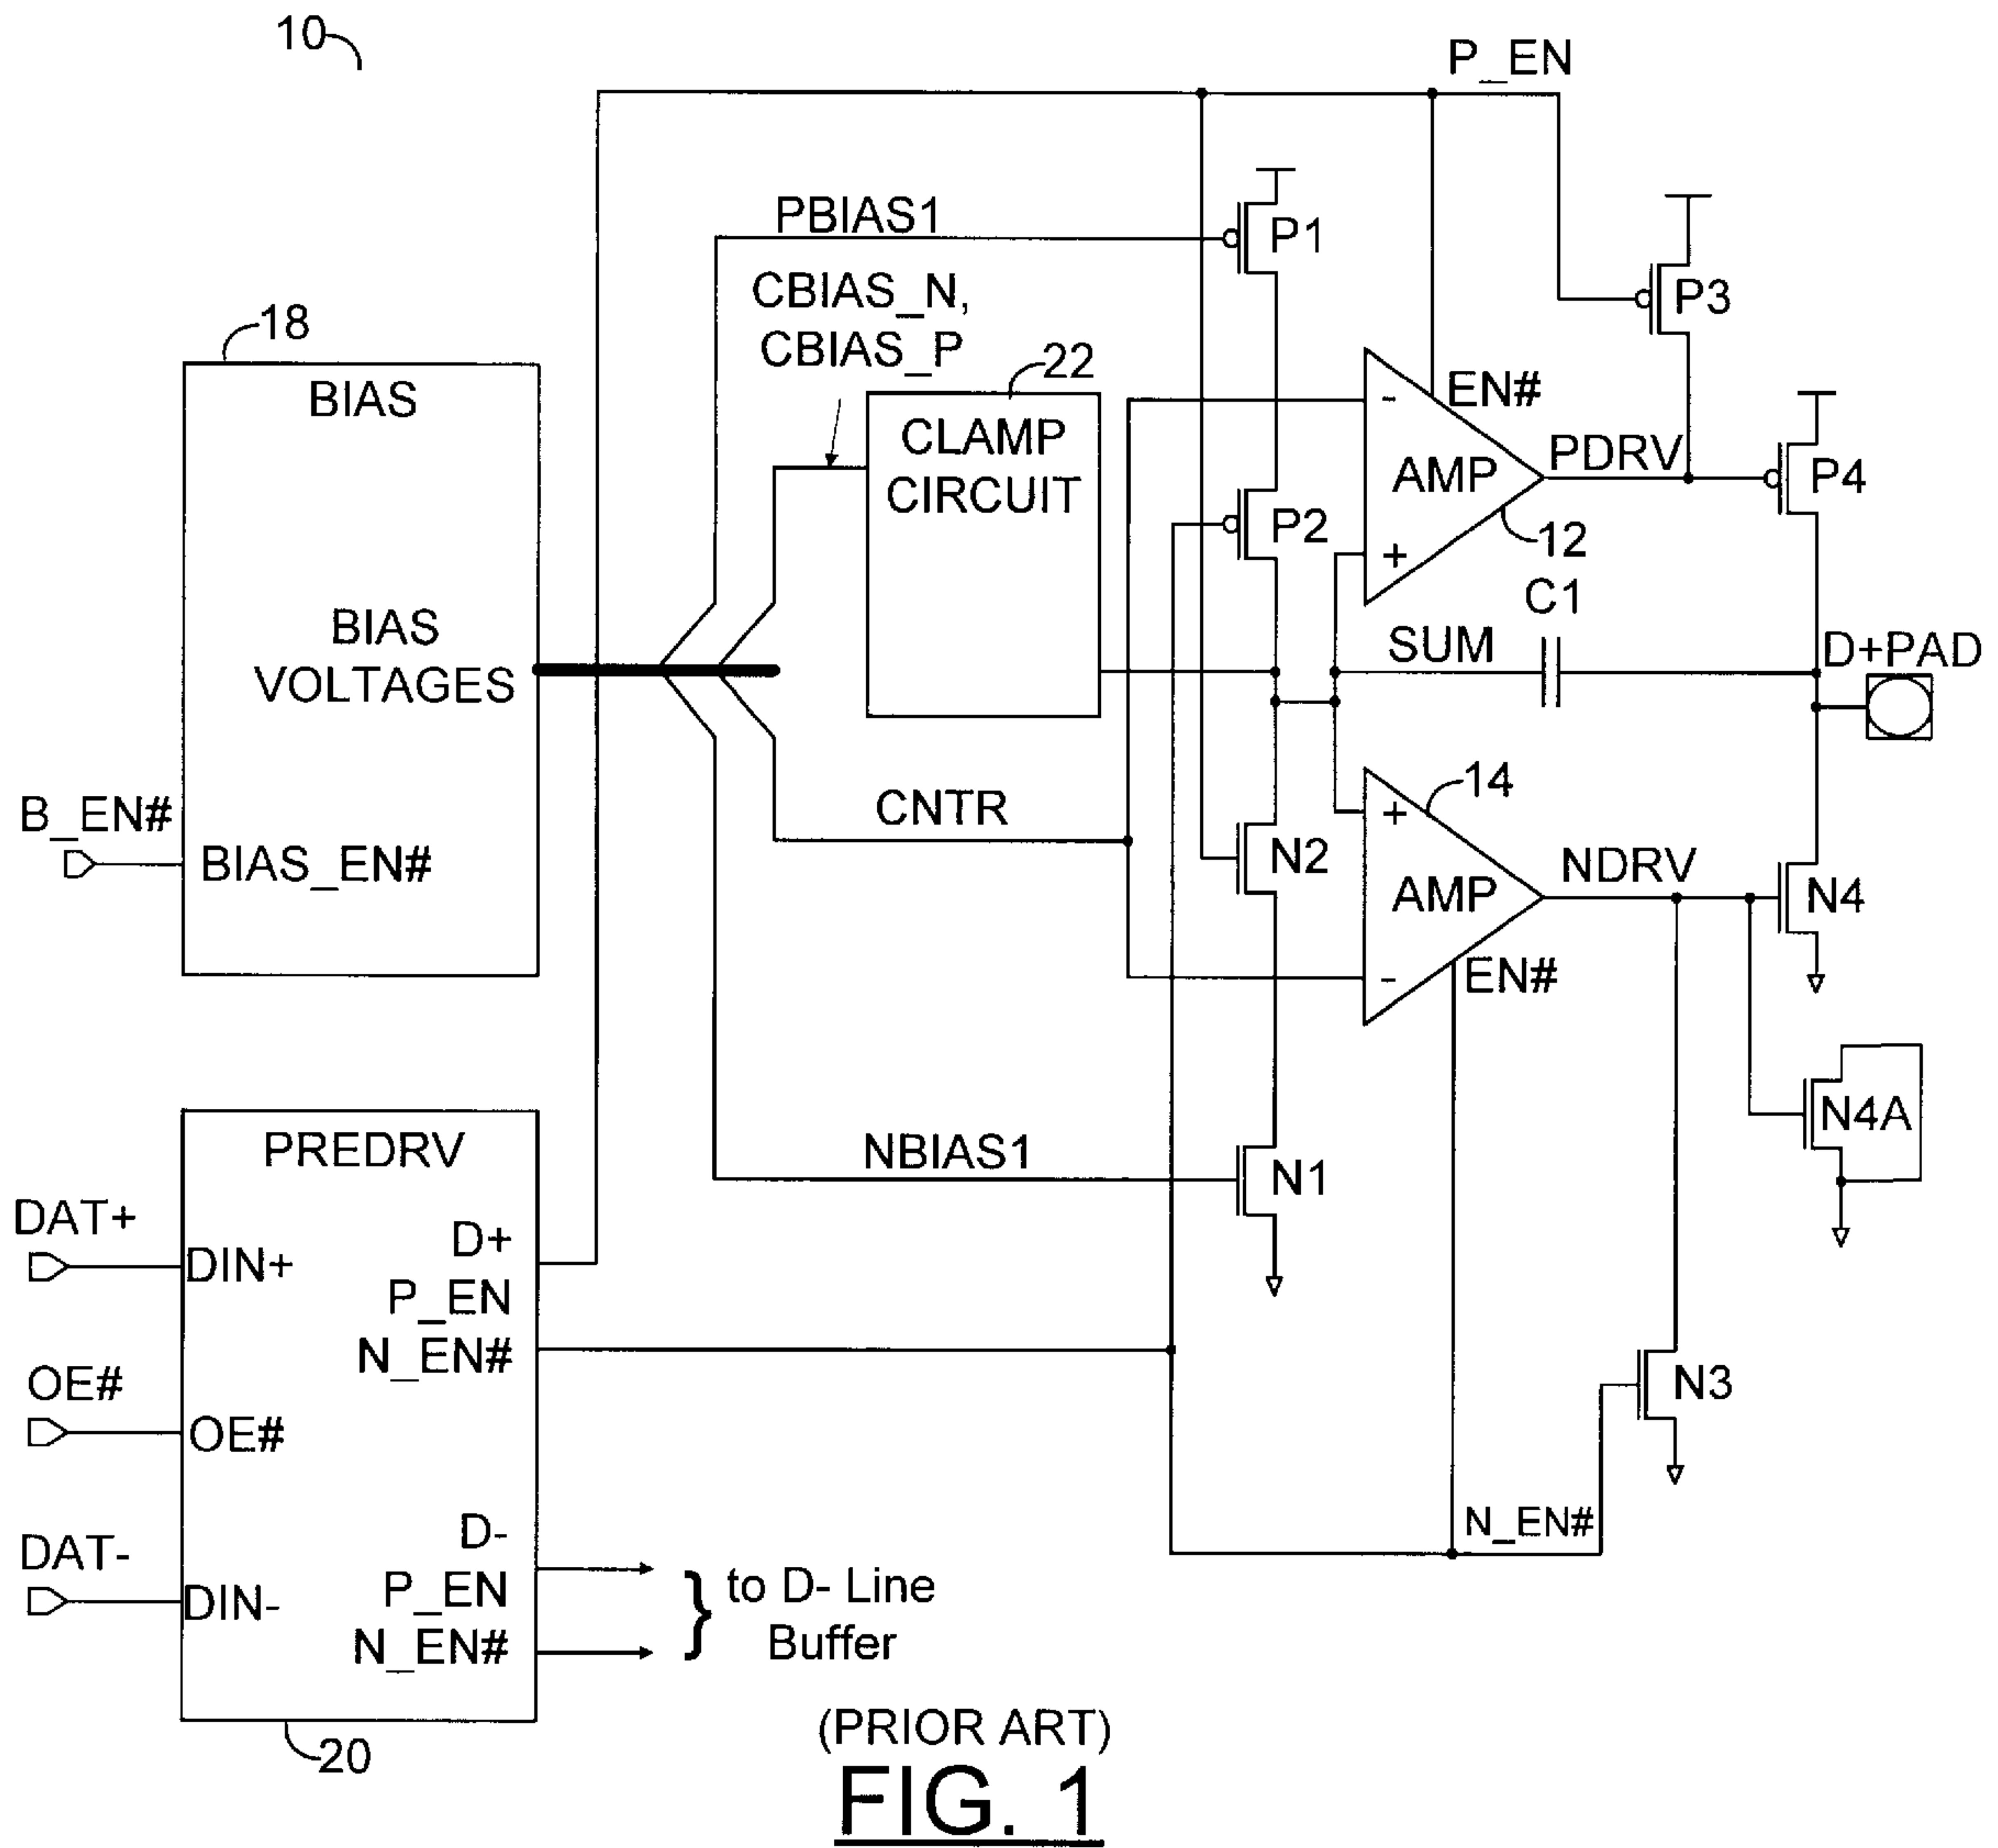 10
P_EN
PBIAS1
P1
CBIAS_N,
CBIAS_P
P3
18
22
BIAS
CLAMP
CIRCUIT
EN#
-
AMP
+
PDRV
P4
12
P2
C1
SUM
D+PAD
BIAS
VOLTAGES
B_EN#
BIAS_EN#
CNTR
14
+
AMP
-
EN#
N2
NDRV
N4
N4A
NBIAS1
N1
PREDRV
DAT+
DIN+
D+
P_EN
N_EN#
OE#
OE#
N3
N_EN#
DAT-
DIN-
D-
P_EN
N_EN#
}
to D- Line
Buffer
20
(PRIOR ART)
FIG. 1